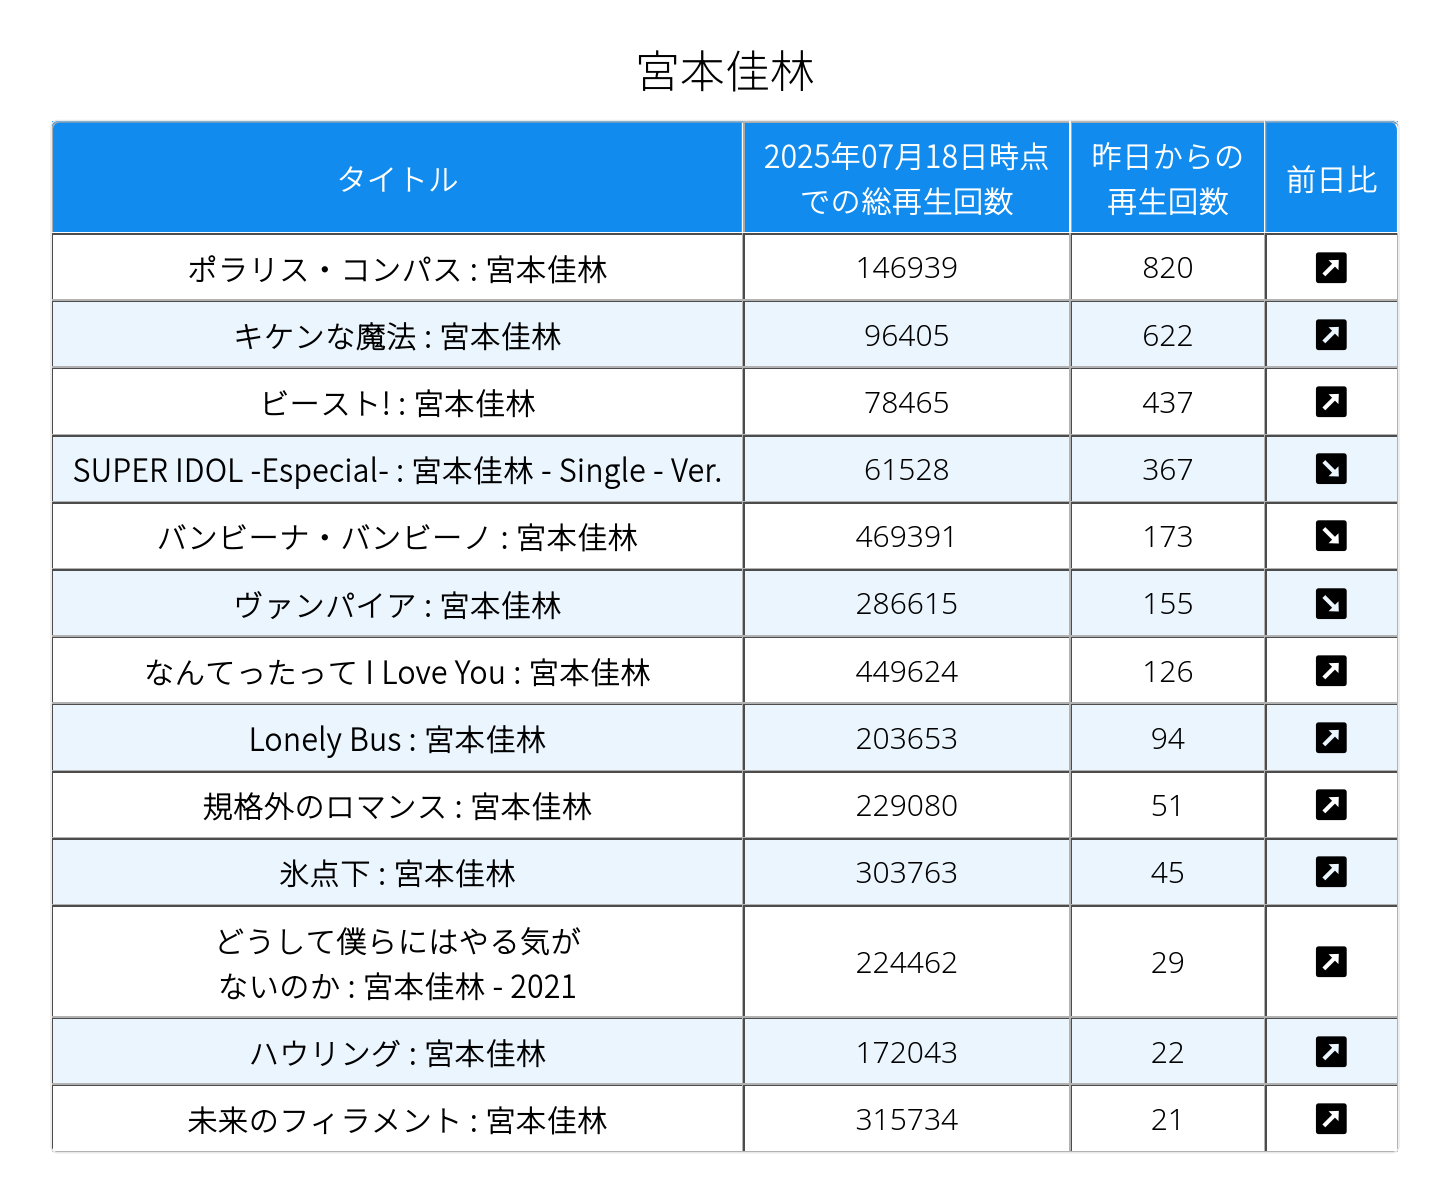 宮本佳林
タイトル
2025年07月18日時点
での総再生回数
昨日からの
再生回数
前日比
ポラリス・コンパス : 宮本佳林 146939 820
キケンな魔法 : 宮本佳林 96405 622
ビースト! : 宮本佳林 78465 437
SUPER IDOL -Especial- : 宮本佳林 - Single - Ver. 61528 367
バンビーナ・バンビーノ : 宮本佳林 469391 173
ヴァンパイア : 宮本佳林 286615 155
なんてったって I Love You : 宮本佳林 449624 126
Lonely Bus : 宮本佳林 203653 94
規格外のロマンス : 宮本佳林 229080 51
氷点下 : 宮本佳林 303763 45
どうして僕らにはやる気が
ないのか : 宮本佳林 - 2021 224462 29
ハウリング : 宮本佳林 172043 22
未来のフィラメント : 宮本佳林 315734 21